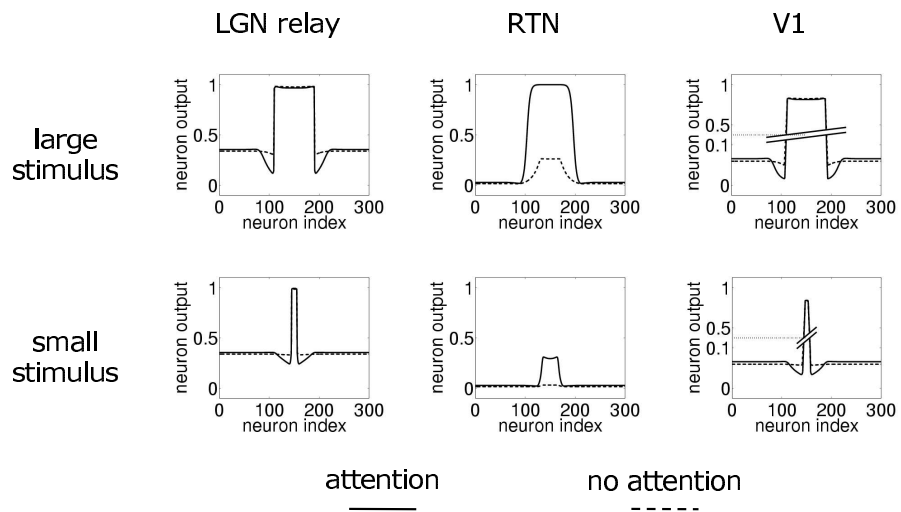 LGN relay RTN V1
large
stimulus
neuron output
1
0.5
0
0 100 200 300
neuron index
neuron output
1
0.5
0
0 100 200 300
neuron index
neuron output
1
0.5
0.1
0
0 100 200 300
neuron index
small
stimulus
neuron output
1
0.5
0
0 100 200 300
neuron index
neuron output
1
0.5
0
0 100 200 300
neuron index
neuron output
1
0.5
0.1
0
0 100 200 300
neuron index
attention no attention